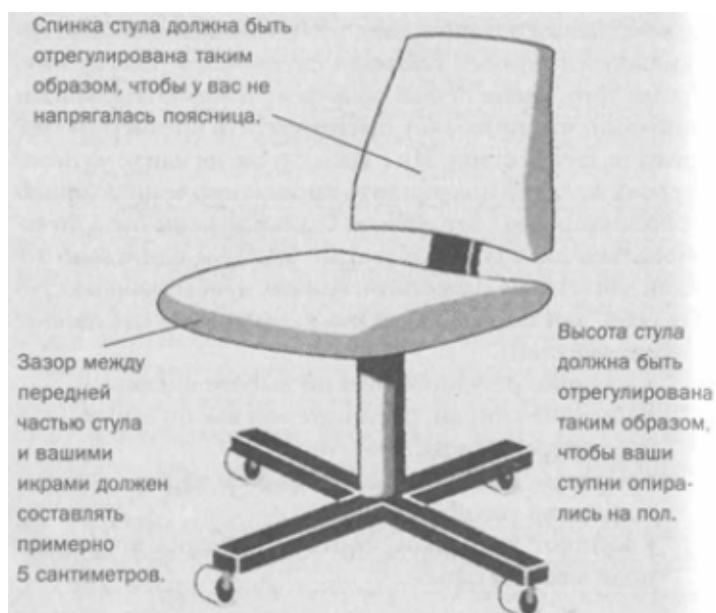 Спинка стула должна быть
отрегулирована таким
образом, чтобы у вас не
напрягалась поясница.
Зазор между
передней
частью стула
и вашими
икрами должен
составлять
примерно
5 сантиметров.
Высота стула
должна быть
отрегулирована
таким образом,
чтобы ваши
ступни опира-
лись на пол.